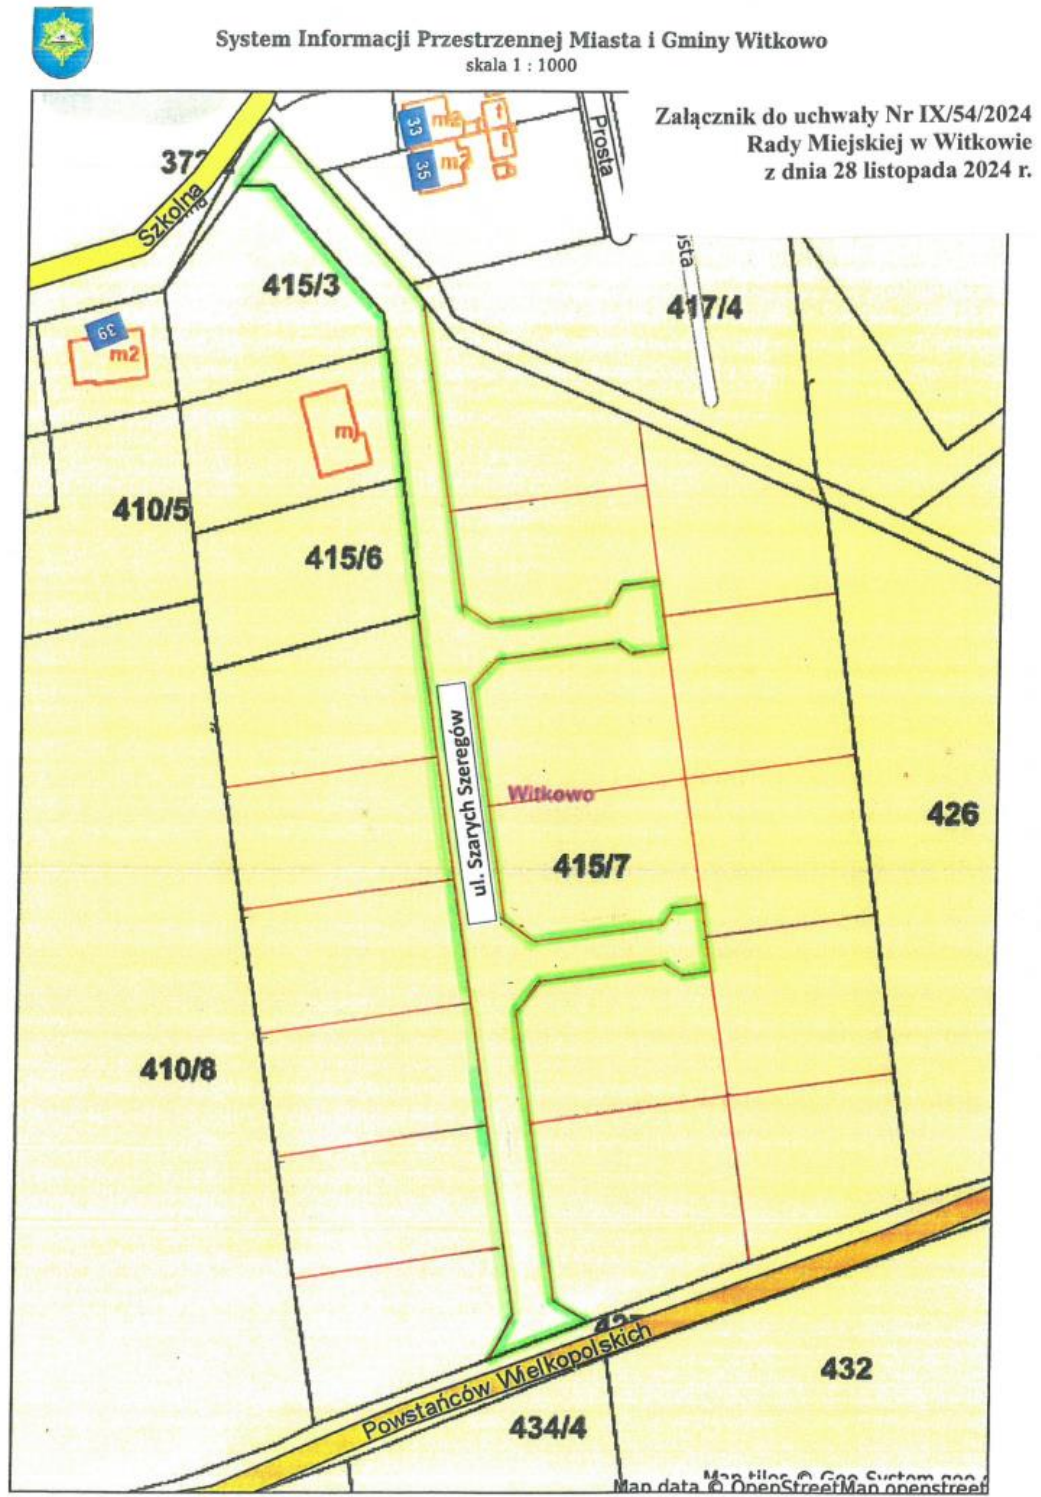 System Informacji Przestrzennej Miasta i Gminy Witkowo
skala 1 : 1000
Załącznik do uchwały Nr IX/54/2024
Rady Miejskiej w Witkowie
z dnia 28 listopada 2024 r.
33
m2
35
m2
Prosta
Szkolna
415/3
417/4
39
m2
m
410/5
415/6
ul. Szarych Szeregów
Witkowo
426
415/7
410/8
Powstańców Wielkopolskich
432
434/4
Map data © OpenStreetMap openstreet